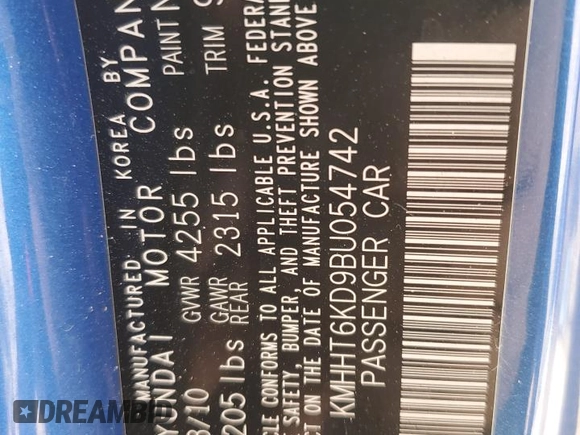 MANUFACTURED IN KOREA BY
YUNDAI MOTOR COMPAN
/10 GVWR 4255 lbs PAINT N
205 lbs GAWR REAR 2315 lbs TRIM
CLE CONFORMS TO ALL APPLICABLE U.S.A. FEDERA
SAFETY, BUMPER, AND THEFT PREVENTION STAN
THE DATE OF MANUFACTURE SHOWN ABOVE
KMHHT6KD9BU054742
PASSENGER CAR
DREAMBID